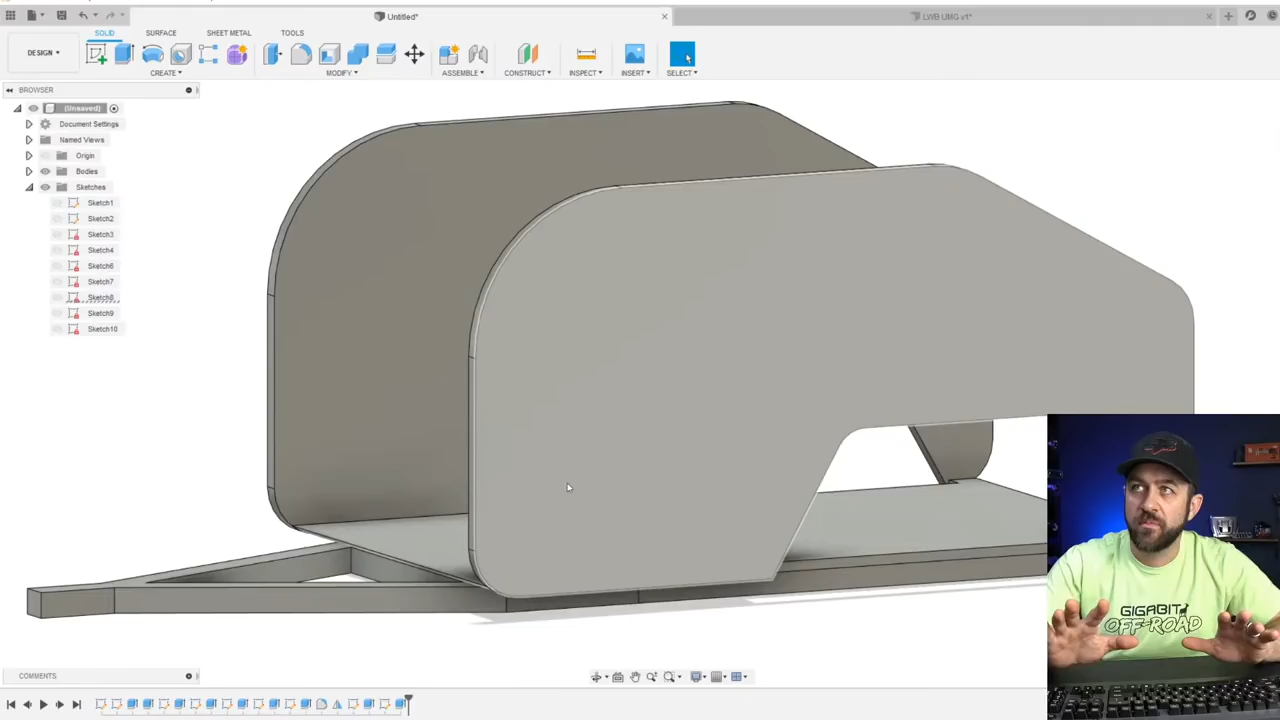 Untitled*
LWB UMG v1*
DESIGN ▾
SOLID SURFACE SHEET METAL TOOLS
CREATE ▾ MODIFY ▾ ASSEMBLE ▾ CONSTRUCT ▾ INSPECT ▾ INSERT ▾ SELECT ▾
BROWSER
(Unsaved)
Document Settings
Named Views
Origin
Bodies
Sketches
Sketch1
Sketch2
Sketch3
Sketch4
Sketch6
Sketch7
Sketch8
Sketch9
Sketch10
GIGABIT
OFF-ROAD
COMMENTS